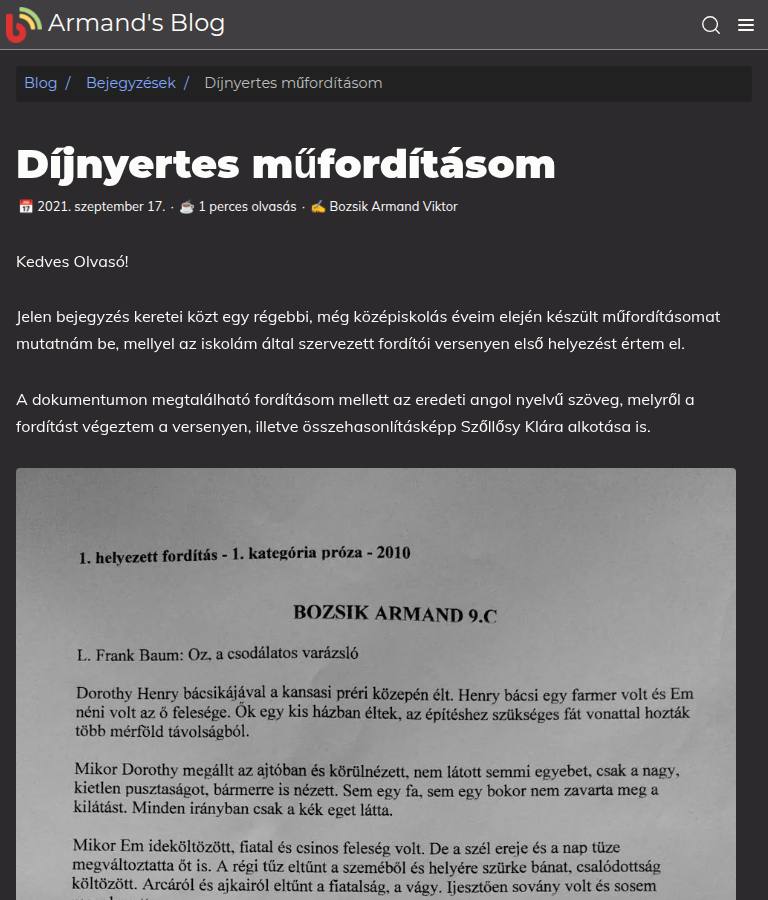 Armand's Blog
Blog / Bejegyzések / Díjnyertes műfordításom
Díjnyertes műfordításom
2021. szeptember 17. · 1 perces olvasás · Bozsik Armand Viktor
Kedves Olvasó!
Jelen bejegyzés keretei közt egy régebbi, még középiskolás éveim elején készült műfordításomat
mutatnám be, mellyel az iskolám által szervezett fordítói versenyen első helyezést értem el.
A dokumentumon megtalálható fordításom mellett az eredeti angol nyelvű szöveg, melyről a
fordítást végeztem a versenyen, illetve összehasonlításképp Szőllősy Klára alkotása is.
1. helyezett fordítás - 1. kategória próza - 2010
BOZSIK ARMAND 9.C
L. Frank Baum: Oz, a csodálatos varázsló
Dorothy Henry bácsikájával a kansasi préri közepén élt. Henry bácsi egy farmer volt és Em
néni volt az ő felesége. Ők egy kis házban éltek, az építéshez szükséges fát vonattal hozták
több mérföld távolságból.
Mikor Dorothy megállt az ajtóban és körülnézett, nem látott semmi egyebet, csak a nagy,
kietlen pusztaságot, bármerre is nézett. Sem egy fa, sem egy bokor nem zavarta meg a
kilátást. Minden irányban csak a kék eget látta.
Mikor Em ideköltözött, fiatal és csinos feleség volt. De a szél ereje és a nap tüze
megváltoztatta őt is. A régi tűz eltűnt a szeméből és helyére szürke bánat, csalódottság
költözött. Arcáról és ajkairól eltűnt a fiatalság, a vágy. Ijesztően sovány volt és sosem